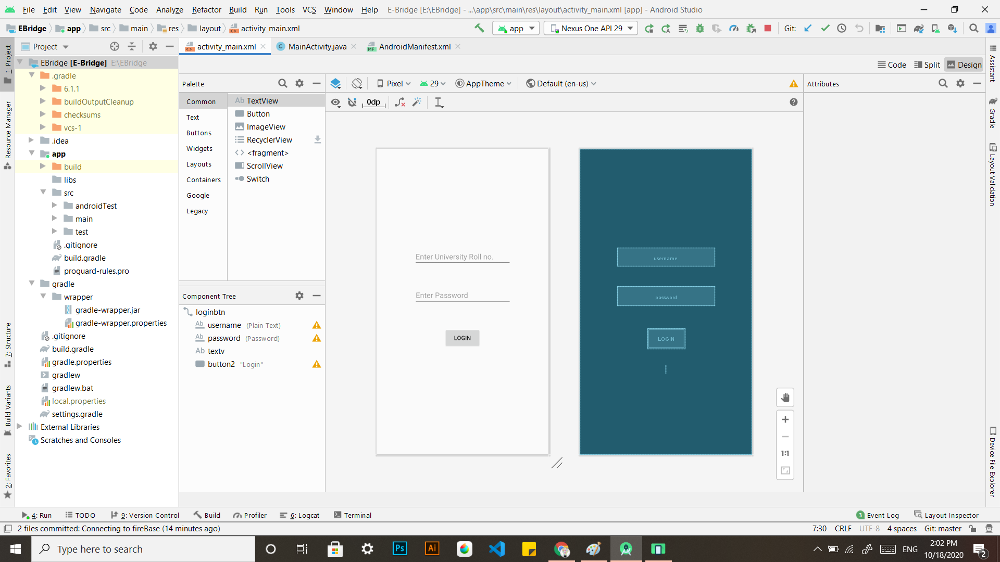 File Edit View Navigate Code Analyze Refactor Build Run Tools VCS Window Help E-Bridge [E:\EBridge] - ...\app\src\main\res\layout\activity_main.xml [app] - Android Studio
EBridge app src main res layout activity_main.xml app Nexus One API 29 Git:
Project activity_main.xml MainActivity.java AndroidManifest.xml
Code Split Design
1: Project
Resource Manager
7: Structure
Build Variants
2: Favorites
EBridge [E-Bridge] E:\EBridge
.gradle
6.1.1
buildOutputCleanup
checksums
vcs-1
.idea
app
build
libs
src
androidTest
main
test
.gitignore
build.gradle
proguard-rules.pro
gradle
wrapper
gradle-wrapper.jar
gradle-wrapper.properties
.gitignore
build.gradle
gradle.properties
gradlew
gradlew.bat
local.properties
settings.gradle
External Libraries
Scratches and Consoles
Palette
Common
Text
Buttons
Widgets
Layouts
Containers
Google
Legacy
Ab TextView
Button
ImageView
RecyclerView
<fragment>
ScrollView
Switch
Component Tree
loginbtn
Ab username (Plain Text)
Ab password (Password)
Ab textv
button2 "Login"
Pixel 29 AppTheme Default (en-us)
0dp
Enter University Roll no.
Enter Password
LOGIN
username
password
LOGIN
1:1
Attributes
Assistant
Gradle
Layout Validation
Device File Explorer
4: Run TODO 9: Version Control Build Profiler 6: Logcat Terminal 3 Event Log Layout Inspector
2 files committed: Connecting to fireBase (14 minutes ago) 7:30 CRLF UTF-8 4 spaces Git: master
Type here to search Ps Ai ENG 2:02 PM
10/18/2020 2